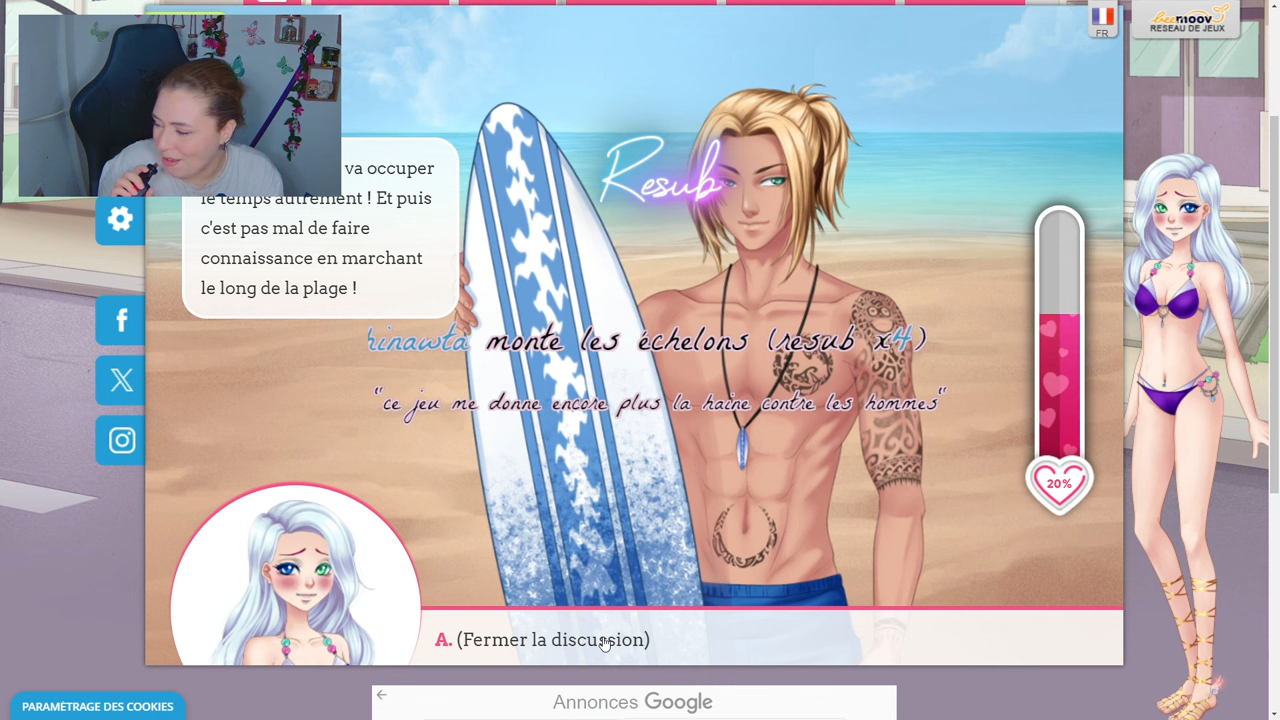 FR
beemoov
RESEAU DE JEUX
va occuper
le temps autrement ! Et puis
c'est pas mal de faire
connaissance en marchant
le long de la plage !
Resub
rinawta monte les échelons (resub x4)
"ce jeu me donne encore plus la haine contre les hommes"
20%
A. (Fermer la discussion)
PARAMÉTRAGE DES COOKIES
Annonces Google